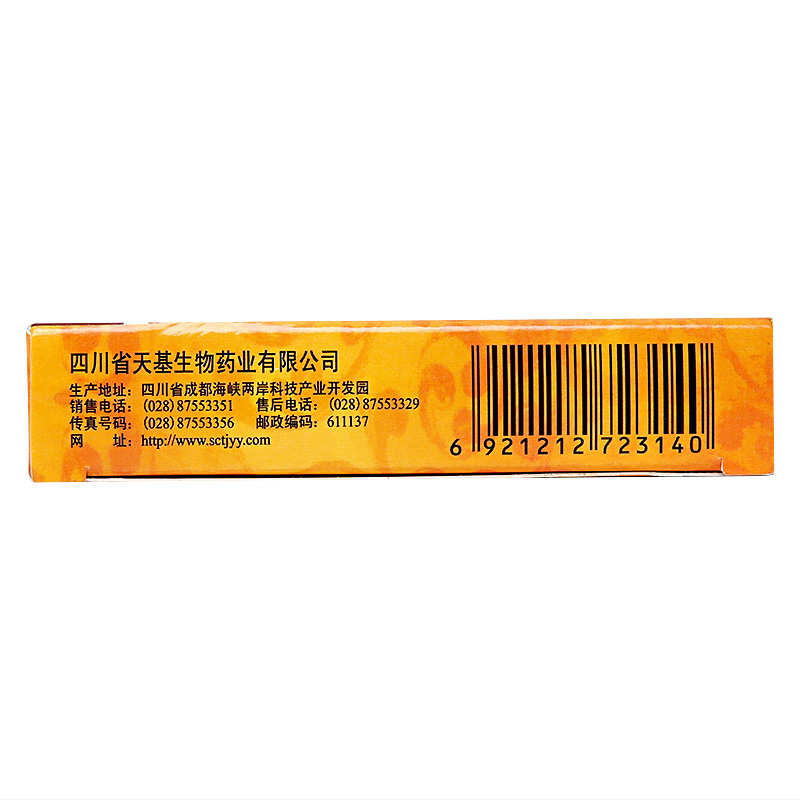 四川省天基生物药业有限公司
生产地址：四川省成都海峡两岸科技产业开发园
销售电话：(028)87553351 售后电话：(028)87553329
传真号码：(028)87553356 邮政编码：611137
网 址：http://www.sctjyy.com
6 921212 723140